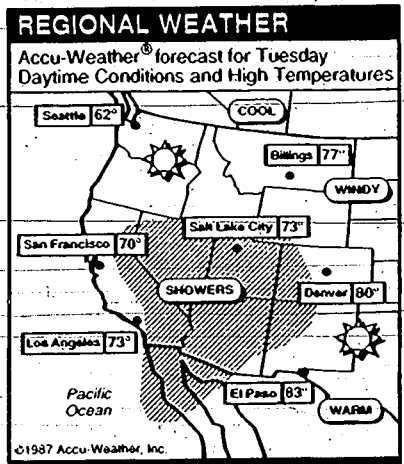 REGIONAL WEATHER
Accu-Weather® forecast for Tuesday
Daytime Conditions and High Temperatures
COOL
Seattle 62°
Billings 77°
WINDY
Salt Lake City 73°
San Francisco 70°
SHOWERS
Denver 80°
Los Angeles 73°
Pacific
Ocean
El Paso 83°
WARM
©1987 Accu-Weather, Inc.